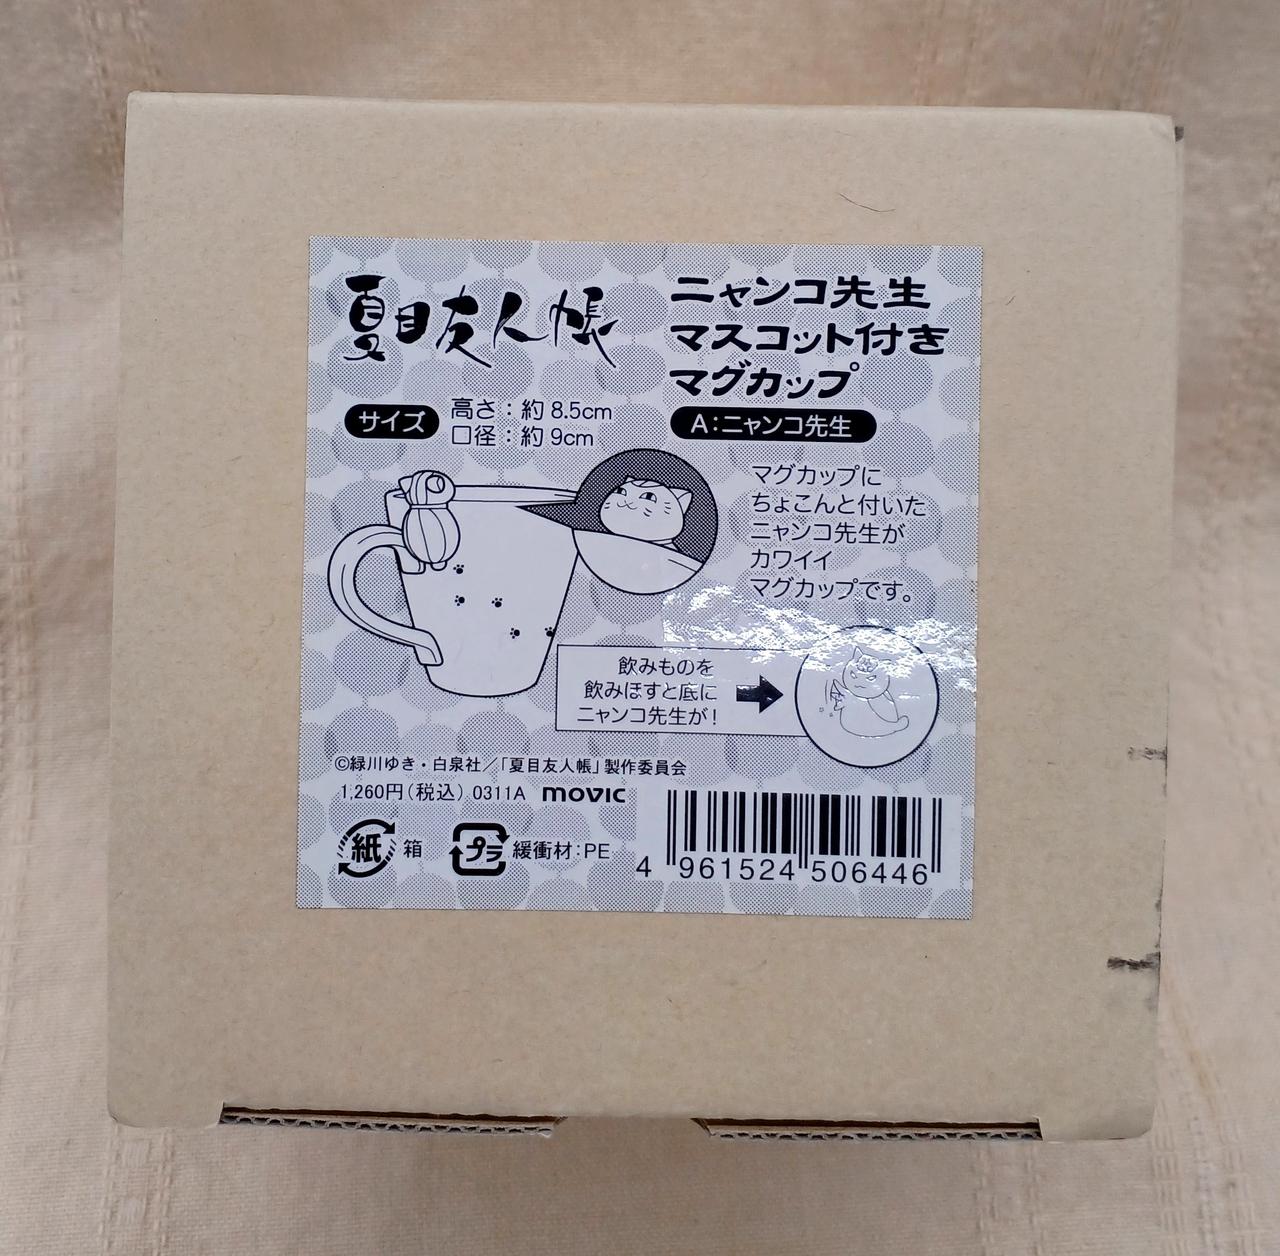 夏目友人帳
ニャンコ先生
マスコット付き
マグカップ
A:ニャンコ先生
サイズ
高さ：約8.5cm
口径：約9cm
マグカップに
ちょこんと付いた
ニャンコ先生が
カワイイ
マグカップです。
飲みものを
飲みほすと底に
ニャンコ先生が！
©緑川ゆき・白泉社／「夏目友人帳」製作委員会
1,260円(税込) 0311A movic
紙 箱
プラ 緩衝材：PE
4 961524 506446